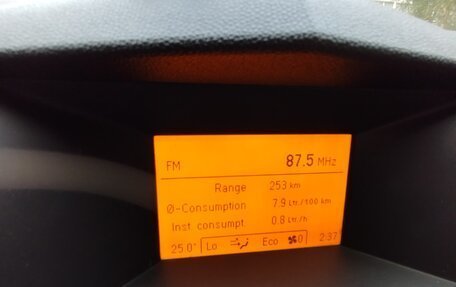 FM 87.5 MHz
Range 253 km
Ø-Consumption 7.9 Ltr./100 km
Inst consumpt. 0.8 Ltr./h
25.0° Lo Eco 0 2:37